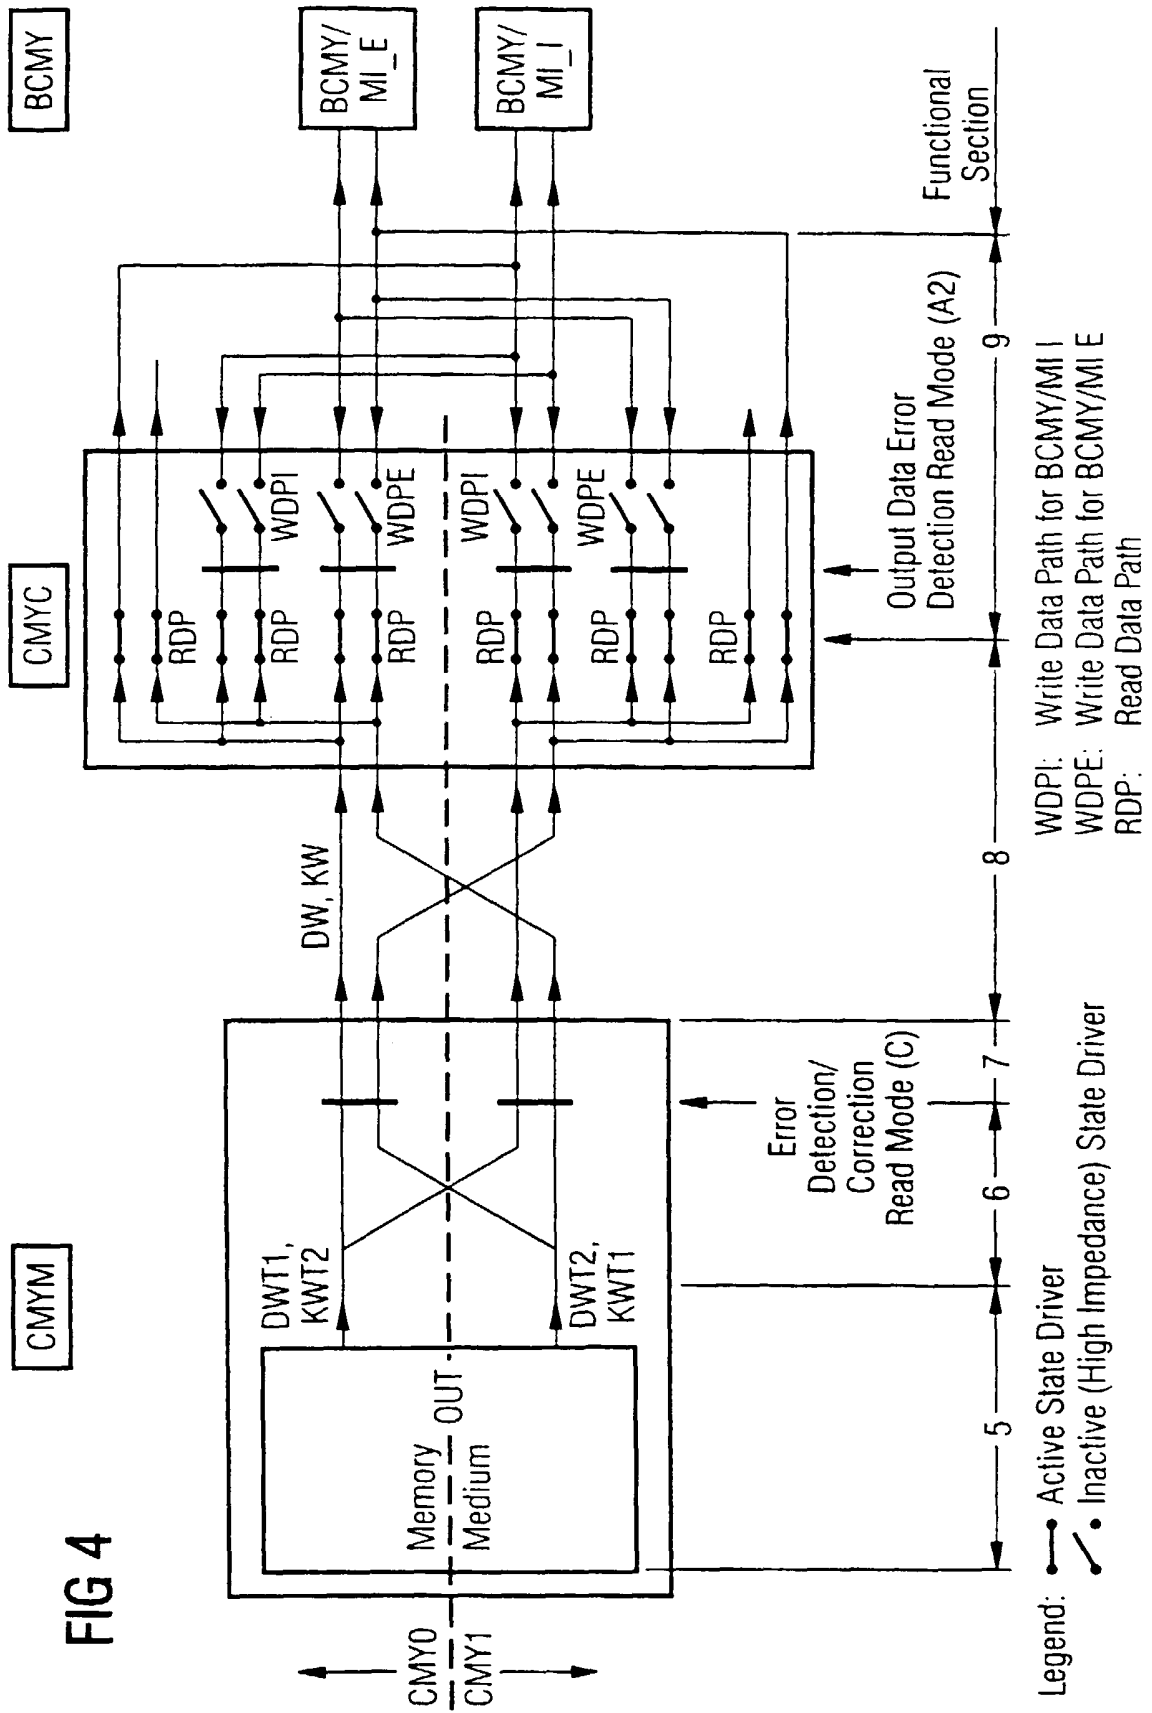 FIG 4
CMYM
CMYC
BCMY
CMY0
CMY1
Memory
Medium
OUT
DWT1,
KWT2
DWT2,
KWT1
DW, KW
RDP
RDP
RDP
RDP
RDP
RDP
WDPI
WDPE
WDPI
WDPE
BCMY/
MI_E
BCMY/
MI_I
Error
Detection/
Correction
Read Mode (C)
Output Data Error
Detection Read Mode (A2)
Functional
Section
5
6
7
8
9
Legend:
Active State Driver
Inactive (High Impedance) State Driver
WDPI: Write Data Path for BCMY/MI I
WDPE: Write Data Path for BCMY/MI E
RDP: Read Data Path